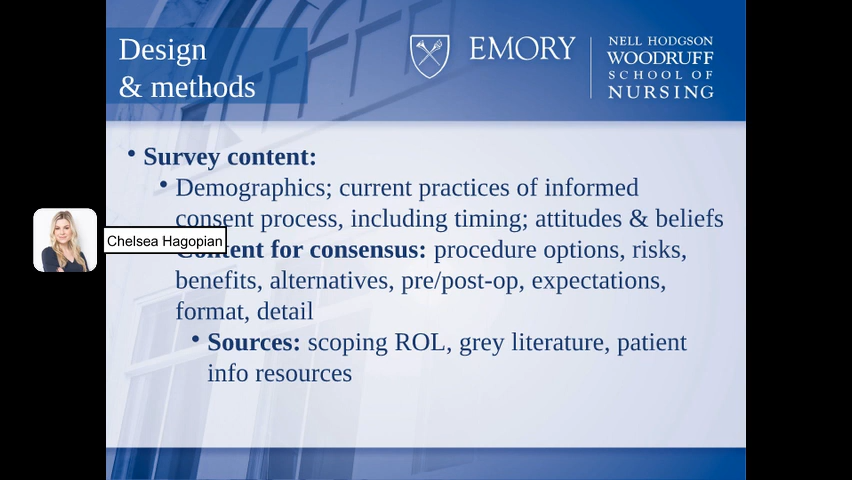 Design
& methods
EMORY
NELL HODGSON
WOODRUFF
SCHOOL OF
NURSING
• Survey content:
• Demographics; current practices of informed
consent process, including timing; attitudes & beliefs
Chelsea Hagopian
for consensus: procedure options, risks,
benefits, alternatives, pre/post-op, expectations,
format, detail
• Sources: scoping ROL, grey literature, patient
info resources